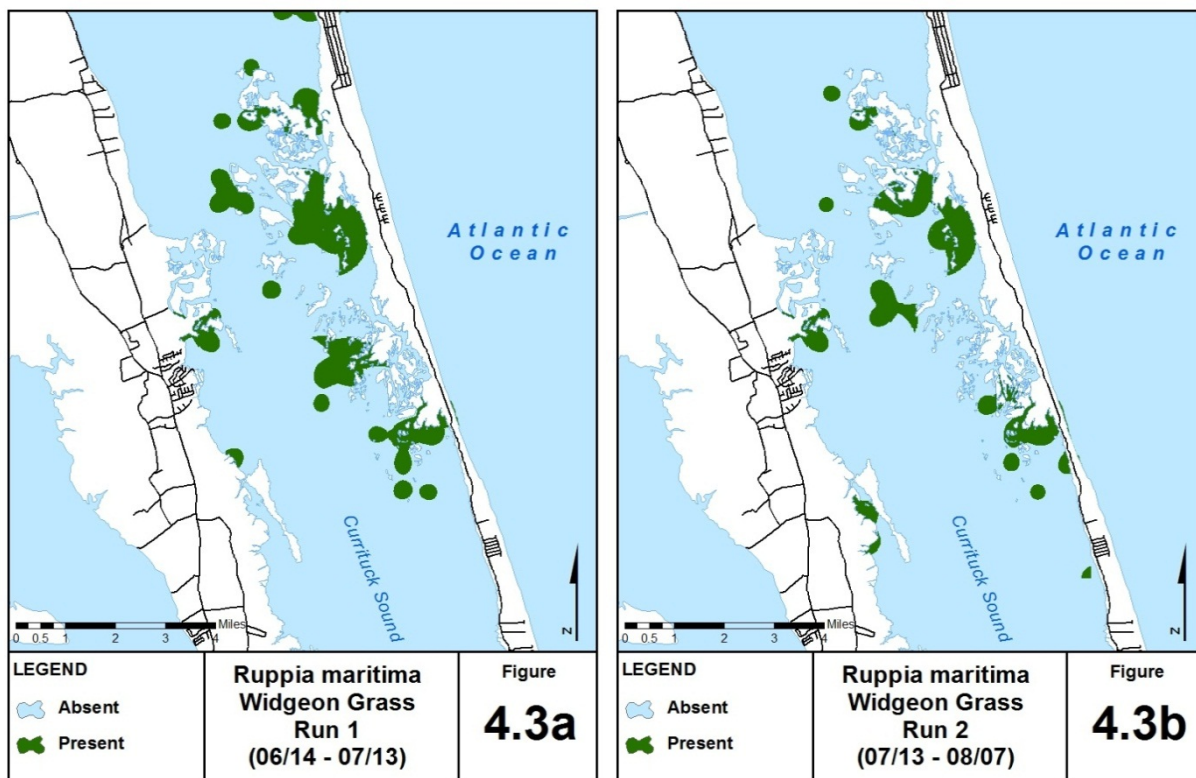 Atlantic
Ocean
Currituck Sound
0 0.5 1 2 3 4
Miles
N
LEGEND
Absent
Present
Ruppia maritima
Widgeon Grass
Run 1
(06/14 - 07/13)
Figure
4.3a
Atlantic
Ocean
Currituck Sound
0 0.5 1 2 3 4
Miles
N
LEGEND
Absent
Present
Ruppia maritima
Widgeon Grass
Run 2
(07/13 - 08/07)
Figure
4.3b